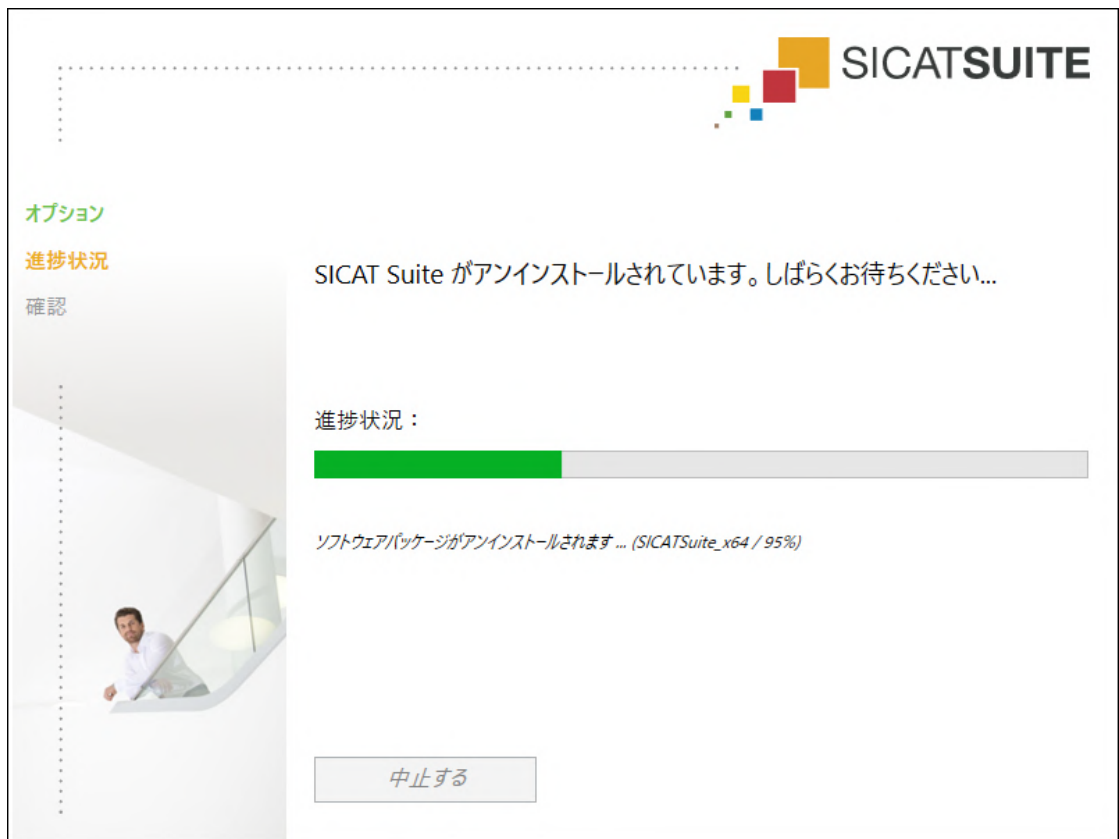 SICATSUITE
オプション
進捗状況
SICAT Suite がアンインストールされています。しばらくお待ちください...
確認
進捗状況：
ソフトウェアパッケージがアンインストールされます ... (SICATSuite_x64 / 95%)
中止する